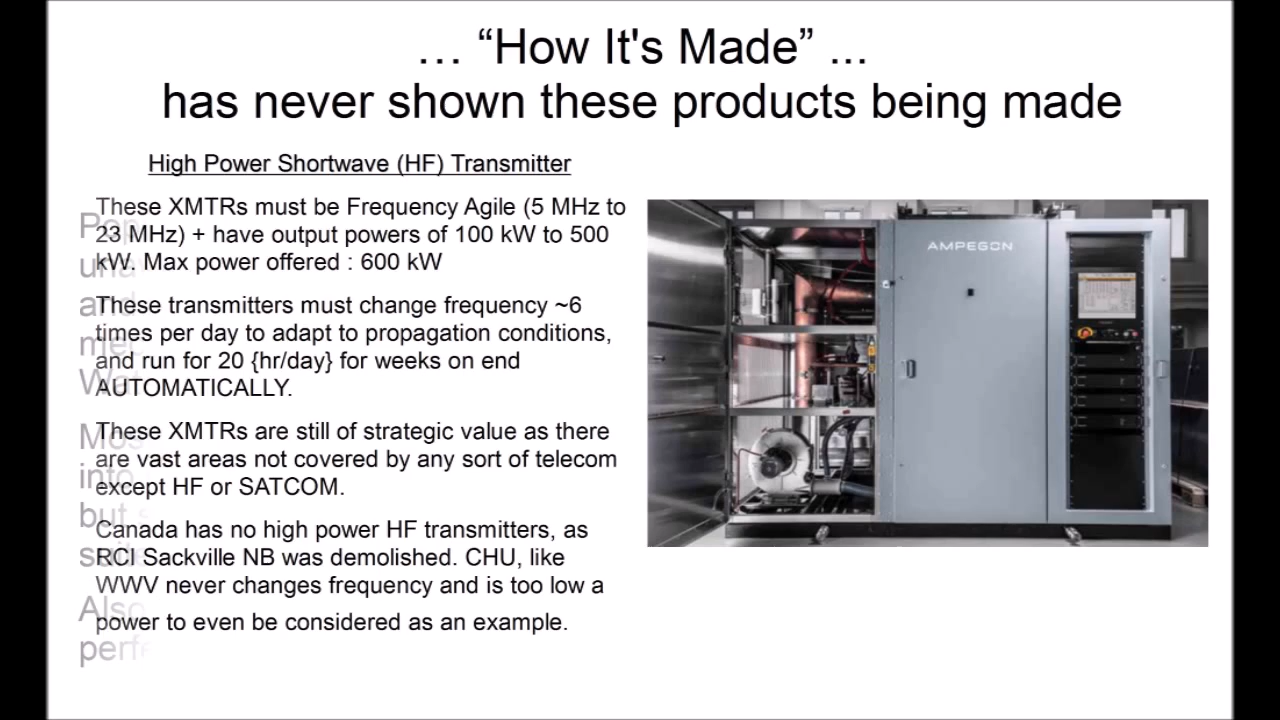 … “How It's Made” ...
has never shown these products being made
High Power Shortwave (HF) Transmitter
These XMTRs must be Frequency Agile (5 MHz to
23 MHz) + have output powers of 100 kW to 500
kW. Max power offered : 600 kW
These transmitters must change frequency ~6
times per day to adapt to propagation conditions,
and run for 20 {hr/day} for weeks on end
AUTOMATICALLY.
These XMTRs are still of strategic value as there
are vast areas not covered by any sort of telecom
except HF or SATCOM.
Canada has no high power HF transmitters, as
RCI Sackville NB was demolished. CHU, like
WWV never changes frequency and is too low a
power to even be considered as an example.
AMPEGON